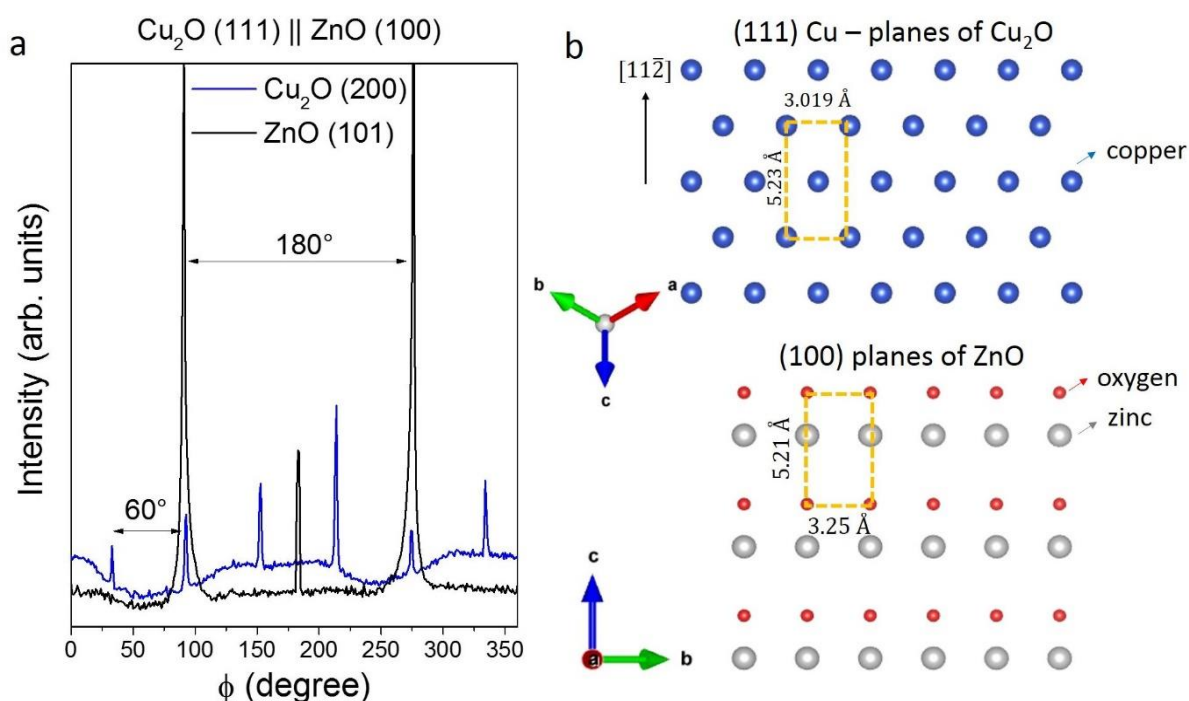 a
Cu₂O (111) || ZnO (100)
Cu₂O (200)
ZnO (101)
180°
60°
Intensity (arb. units)
0 50 100 150 200 250 300 350
ϕ (degree)
b
(111) Cu – planes of Cu₂O
[112̅]
3.019 Å
5.23 Å
copper
b
a
c
(100) planes of ZnO
oxygen
zinc
5.21 Å
3.25 Å
c
a
b